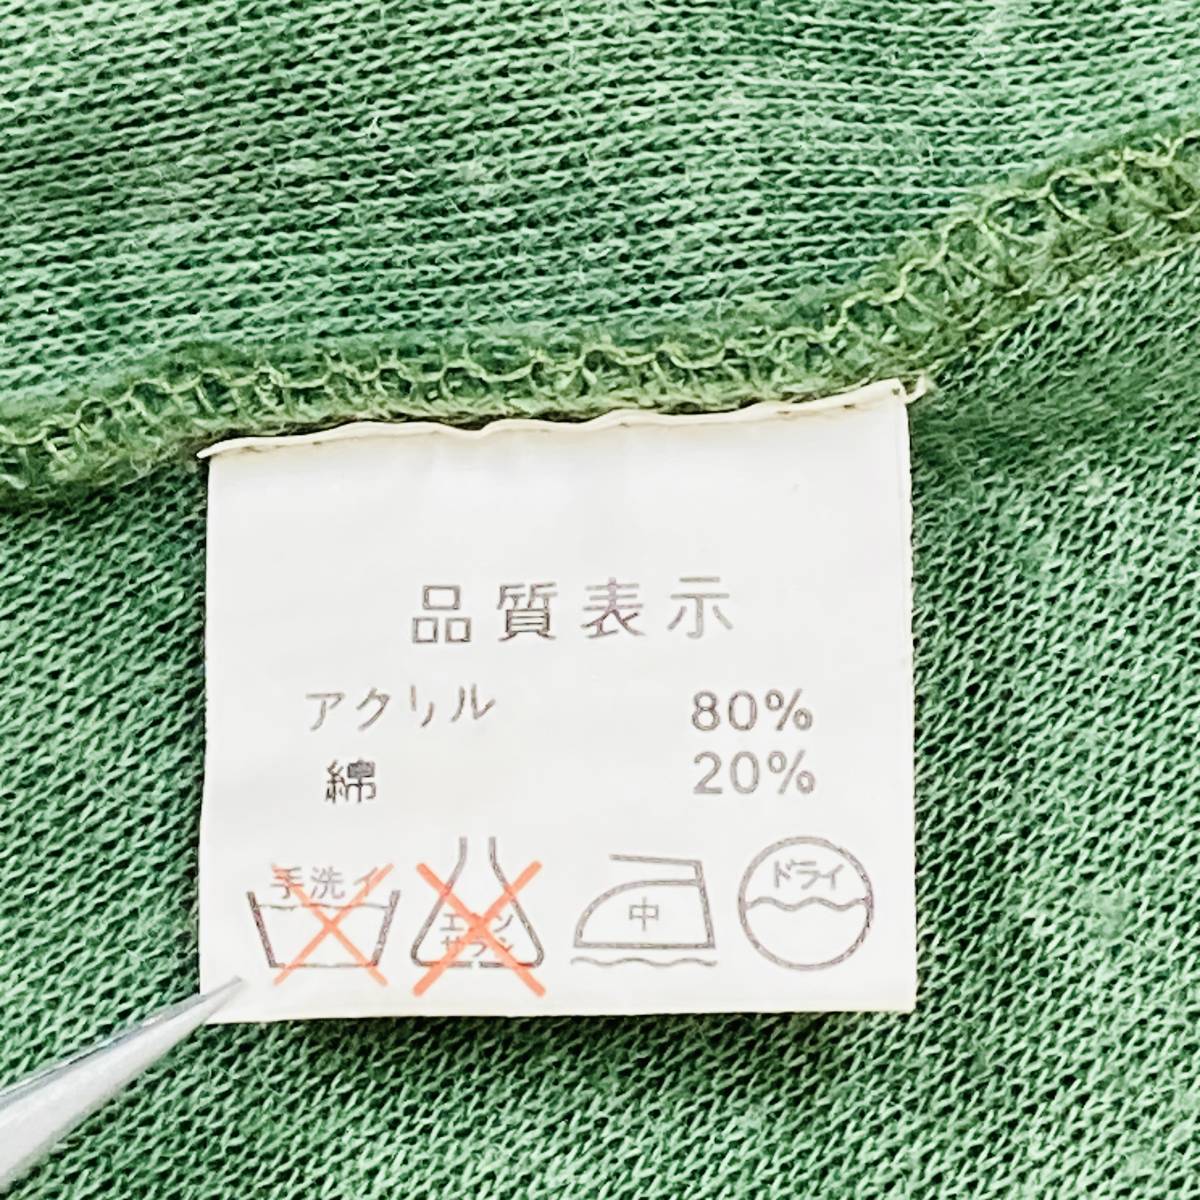 品質表示
アクリル 80%
綿 20%
手洗イ エンソサラシ 中 ドライ